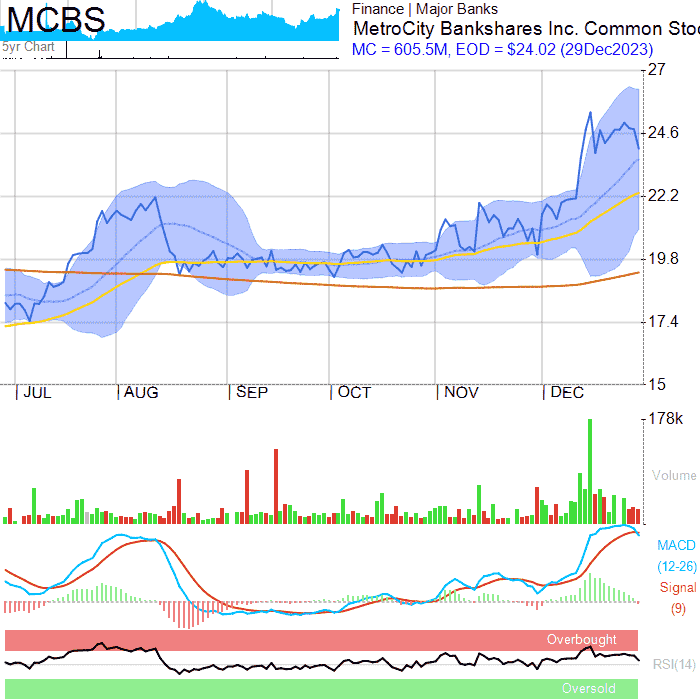 MCBS
5yr Chart
Finance | Major Banks
MetroCity Bankshares Inc. Common Stoc
MC = 605.5M, EOD = $24.02 (29Dec2023)
27
24.6
22.2
19.8
17.4
15
JUL AUG SEP OCT NOV DEC
178k
Volume
MACD
(12-26)
Signal
(9)
Overbought
RSI(14)
Oversold